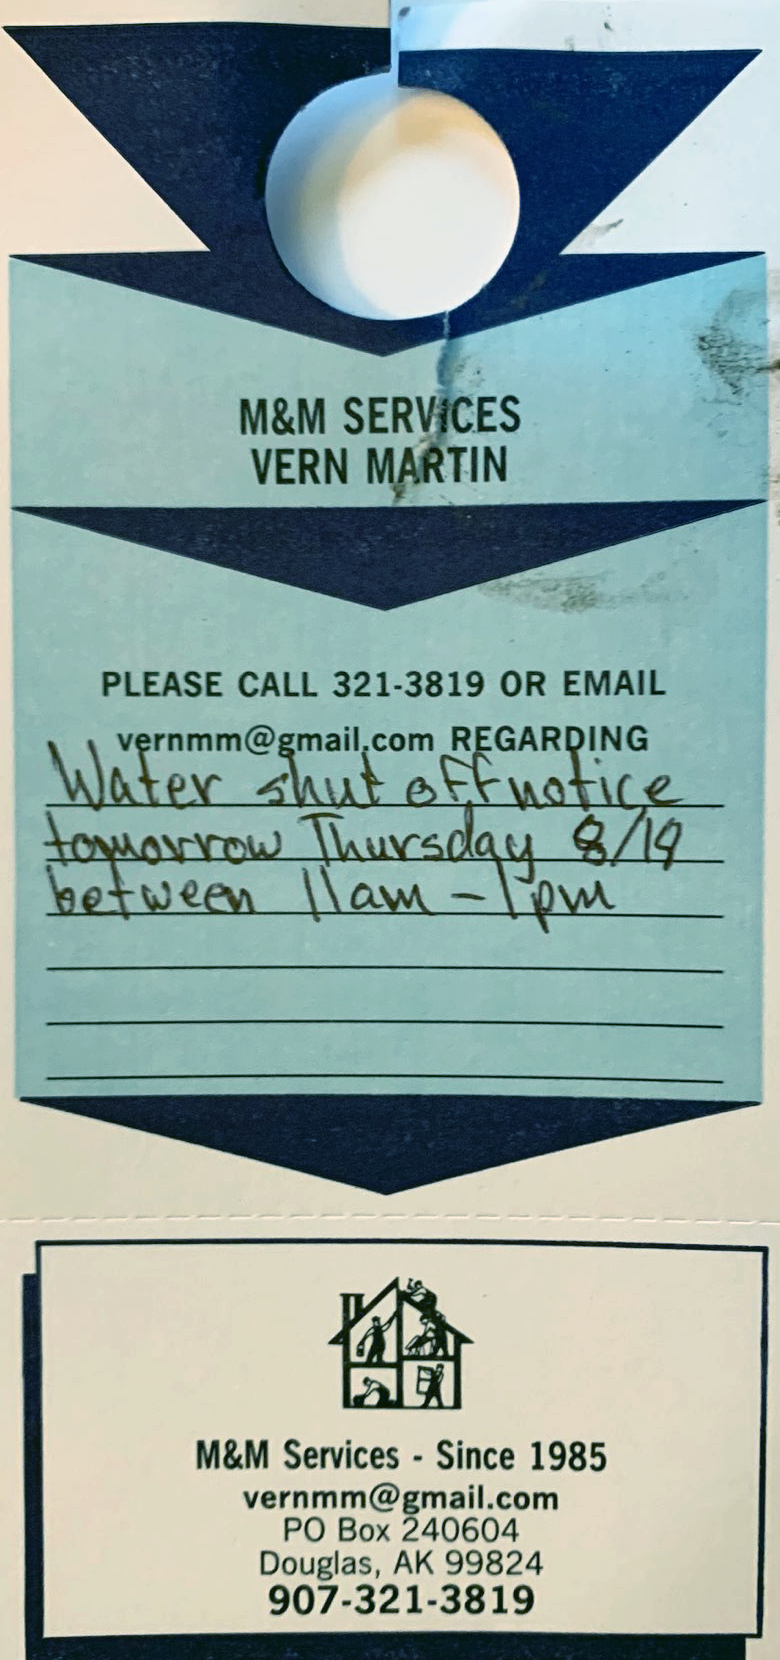 M&M SERVICES
VERN MARTIN
PLEASE CALL 321-3819 OR EMAIL
vernmm@gmail.com REGARDING
Water shut off notice
tomorrow Thursday 8/19
between 11am - 1pm
M&M Services - Since 1985
vernmm@gmail.com
PO Box 240604
Douglas, AK 99824
907-321-3819